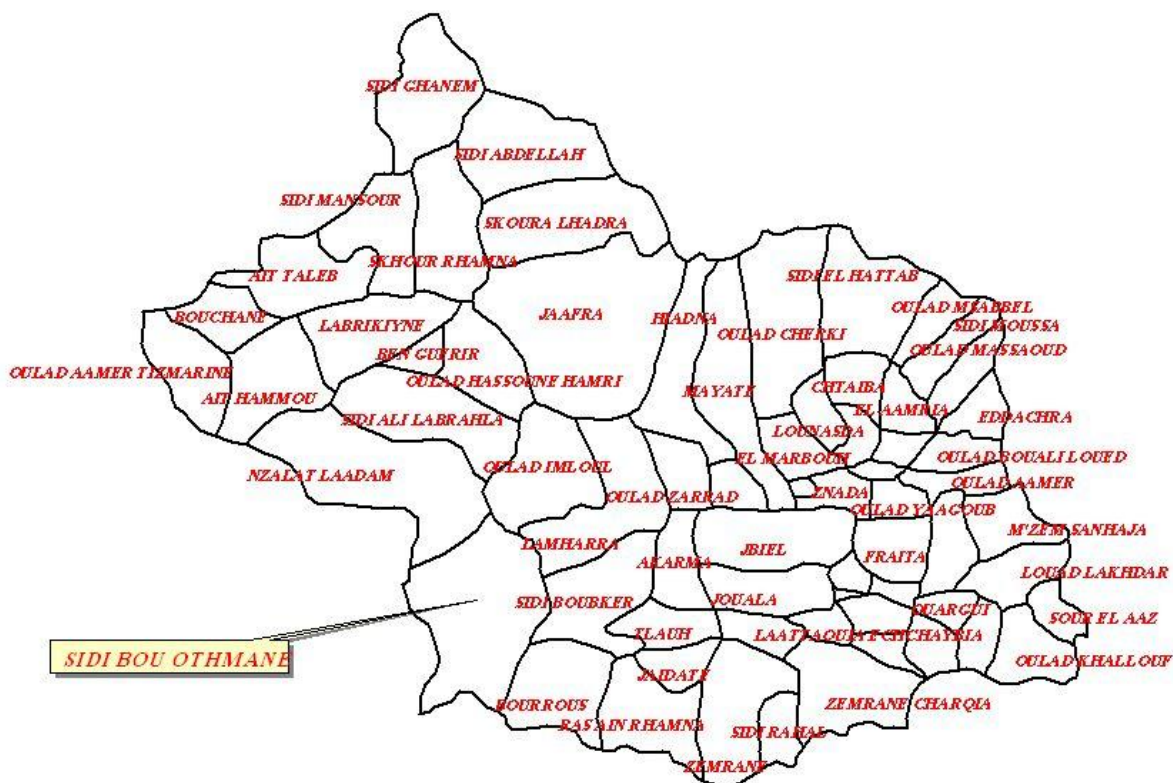 SIDI GHANEM
SIDI ABDELLAH
SIDI MANSOUR
SKOURA LHADRA
SKHOUR RHAMNA
AIT TALEB
SIDI EL HATTAB
BOUCHANE
LABRIKIYNE
JAAFRA
HIADNA
OULAD CHERKI
OULAD MSABBEL
SIDI MOUSSA
OULAD MASSAOUD
BEN GUERIR
OULAD AAMER TIZMARINE
OULAD HASSOUNE HAMRI
AIT HAMMOU
MAYATE
CHTAIBA
EL AAMRIA
EDDACHRA
SIDI ALI LABRAHLA
LOUNASDA
NZALAT LAADAM
OULAD IMLOUL
EL MARBOUH
OULAD BOUALI LOUED
OULAD ZARRAD
ZNADA
OULAD AAMER
OULAD YAAGOUB
M'ZEM SANHAJA
LAMHARRA
AKARMA
JBIEL
FRAITA
LOUAD LAKHDAR
SIDI BOUBKER
JOUALA
OUARGUI
SOUR EL AAZ
TLAUH
LAATTAOUIA
TCHCHAYBIA
SIDI BOU OTHMANE
OULAD KHALLOUF
JAIDATE
BOURROUS
RAS AIN RHAMNA
SIDI RAHAL
ZEMRANE CHARQIA
ZEMRANE